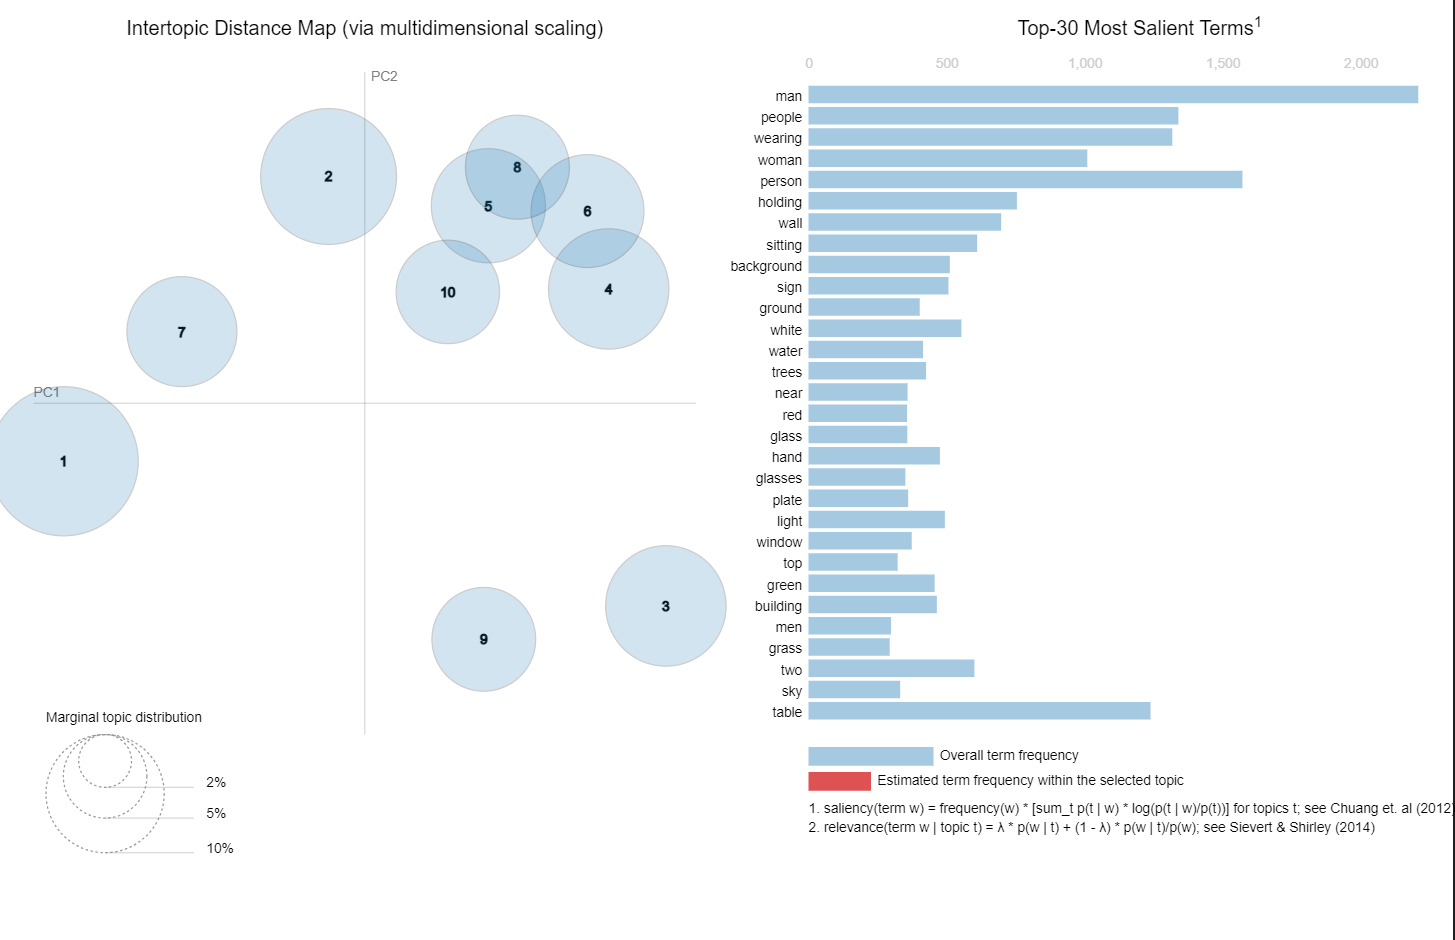 Intertopic Distance Map (via multidimensional scaling)
PC2
PC1
2
8
5
6
10
4
7
1
3
9
Marginal topic distribution
2%
5%
10%
Top-30 Most Salient Terms1
0 500 1,000 1,500 2,000
man
people
wearing
woman
person
holding
wall
sitting
background
sign
ground
white
water
trees
near
red
glass
hand
glasses
plate
light
window
top
green
building
men
grass
two
sky
table
Overall term frequency
Estimated term frequency within the selected topic
1. saliency(term w) = frequency(w) * [sum_t p(t | w) * log(p(t | w)/p(t))] for topics t; see Chuang et. al (2012)
2. relevance(term w | topic t) = λ * p(w | t) + (1 - λ) * p(w | t)/p(w); see Sievert & Shirley (2014)